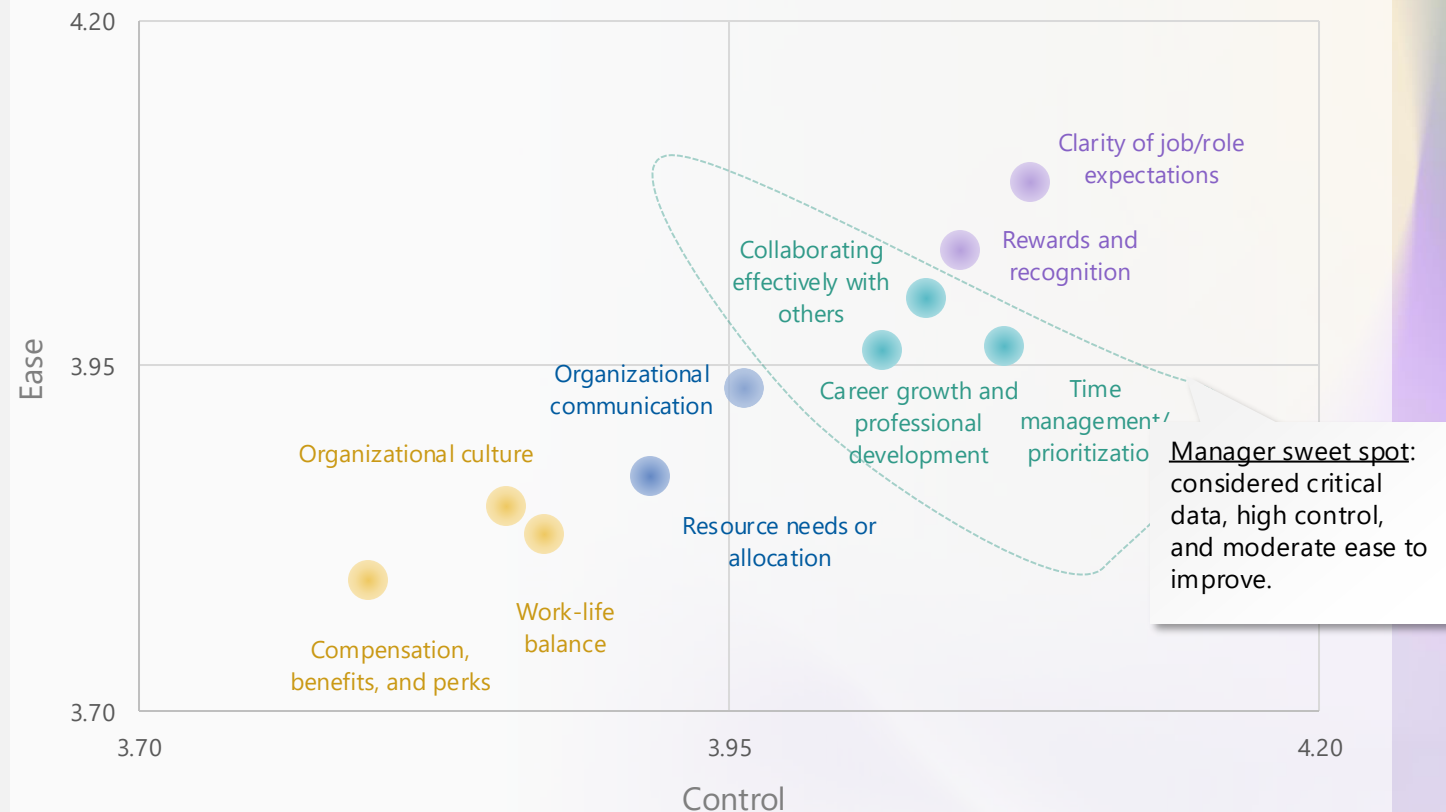 4.20
Clarity of job/role
expectations
Rewards and
recognition
Collaborating
effectively with
others
Ease
3.95
Organizational
communication
Career growth and
professional
development
Time
management/
prioritizatio
Manager sweet spot:
considered critical
data, high control,
and moderate ease to
improve.
Organizational culture
Resource needs or
allocation
Work-life
balance
Compensation,
benefits, and perks
3.70
3.70
3.95
4.20
Control